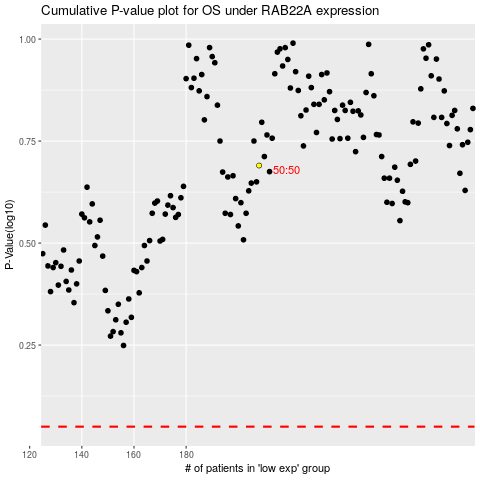 Cumulative P-value plot for OS under RAB22A expression
1.00
0.75
0.50
0.25
50:50
P-Value(log10)
120 140 160 180
# of patients in 'low exp' group